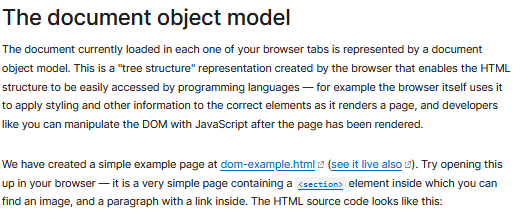 The document object model
The document currently loaded in each one of your browser tabs is represented by a document
object model. This is a "tree structure" representation created by the browser that enables the HTML
structure to be easily accessed by programming languages — for example the browser itself uses it
to apply styling and other information to the correct elements as it renders a page, and developers
like you can manipulate the DOM with JavaScript after the page has been rendered.
We have created a simple example page at dom-example.html (see it live also). Try opening this
up in your browser — it is a very simple page containing a <section> element inside which you can
find an image, and a paragraph with a link inside. The HTML source code looks like this: